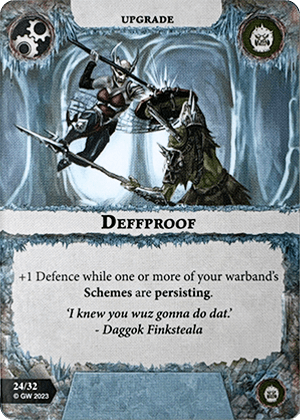 UPGRADE
DEFFPROOF
+1 Defence while one or more of your warband's
Schemes are persisting.
'I knew you wuz gonna do dat.'
- Daggok Finksteala
24/32
© GW 2023